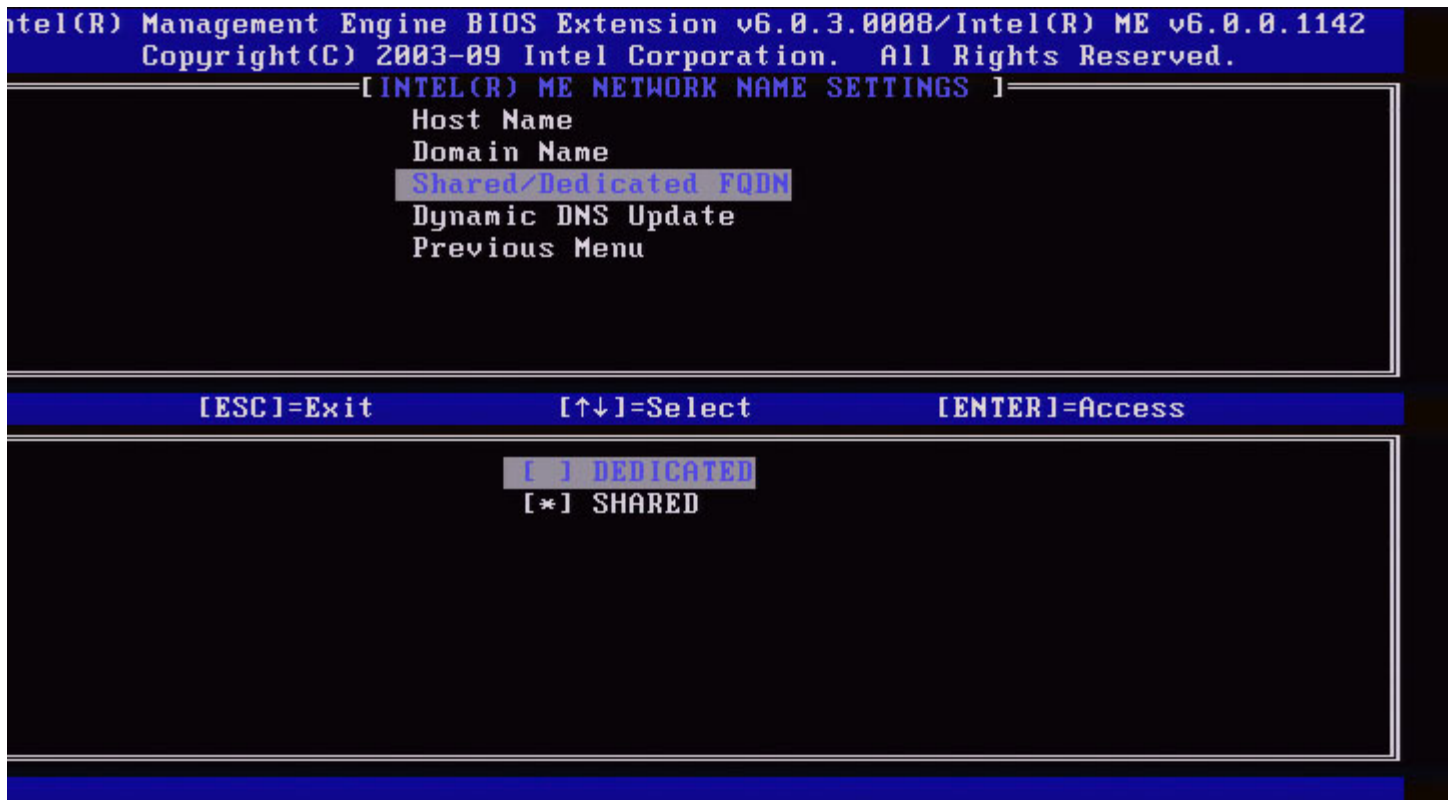 ntel(R) Management Engine BIOS Extension v6.0.3.0008/Intel(R) ME v6.0.0.1142
Copyright(C) 2003-09 Intel Corporation. All Rights Reserved.
[INTEL(R) ME NETWORK NAME SETTINGS ]
Host Name
Domain Name
Shared/Dedicated FQDN
Dynamic DNS Update
Previous Menu
[ESC]=Exit [↑↓]=Select [ENTER]=Access
[ ] DEDICATED
[*] SHARED